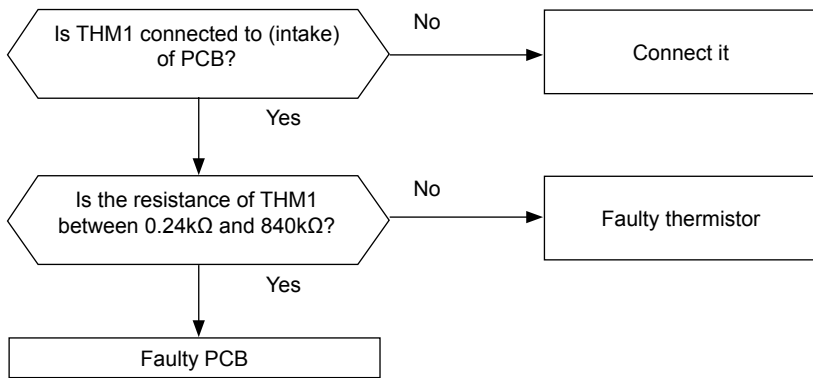 Is THM1 connected to (intake)
of PCB?
No
Connect it
Yes
Is the resistance of THM1
between 0.24kΩ and 840kΩ?
No
Faulty thermistor
Yes
Faulty PCB